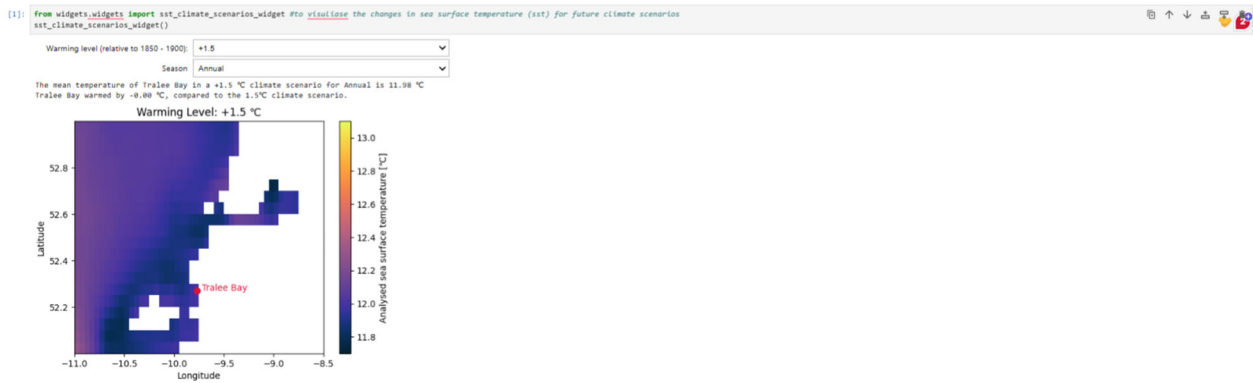 [1]: from widgets.widgets import sst_climate_scenarios_widget #to visuliase the changes in sea surface temperature (sst) for future climate scenarios
sst_climate_scenarios_widget()
Warming level (relative to 1850 - 1900): +1.5
Season Annual
The mean temperature of Tralee Bay in a +1.5 ℃ climate scenario for Annual is 11.98 ℃
Tralee Bay warmed by -0.00 ℃, compared to the 1.5℃ climate scenario.
Warming Level: +1.5 ℃
52.8
52.6
52.4
52.2
Latitude
Tralee Bay
−11.0 −10.5 −10.0 −9.5 −9.0 −8.5
Longitude
13.0
12.8
12.6
12.4
12.2
12.0
11.8
Analysed sea surface temperature [℃]
2